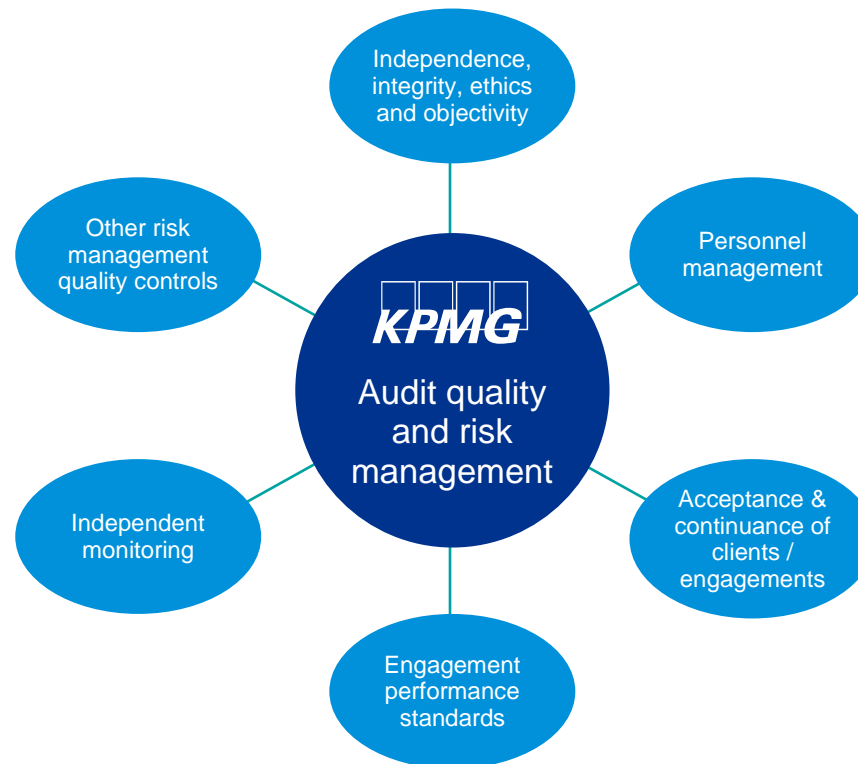 Independence,
integrity, ethics
and objectivity
Other risk
management
quality controls
Personnel
management
KPMG
Audit quality
and risk
management
Independent
monitoring
Acceptance &
continuance of
clients /
engagements
Engagement
performance
standards